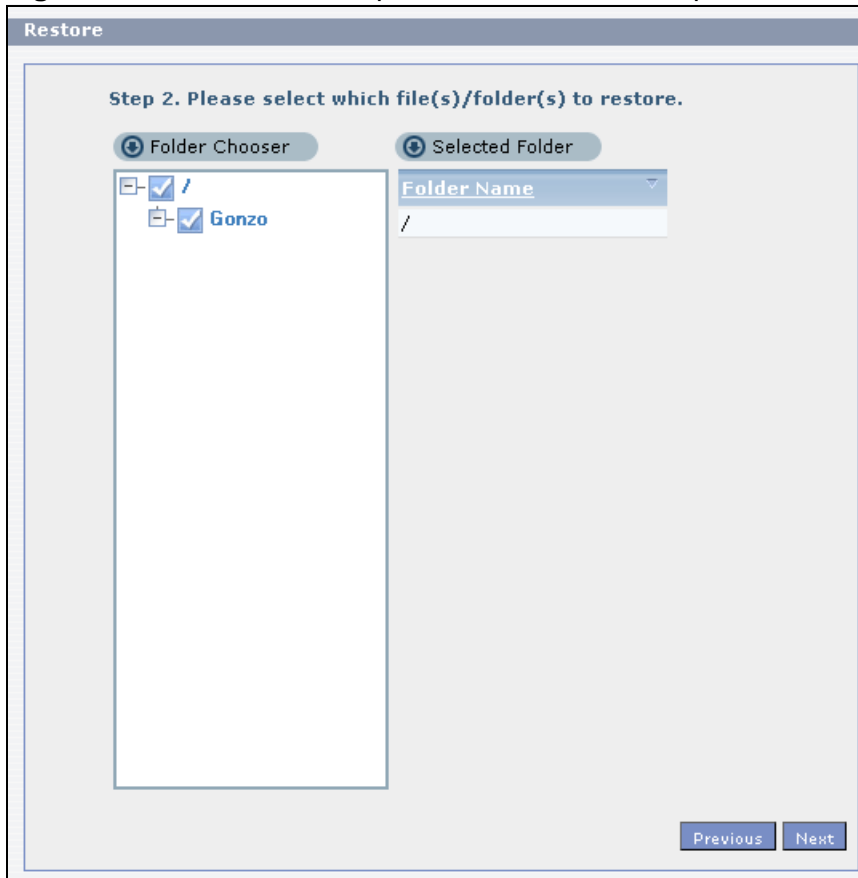 Restore
Step 2. Please select which file(s)/folder(s) to restore.
Folder Chooser
Selected Folder
/
Gonzo
Folder Name
/
Previous
Next